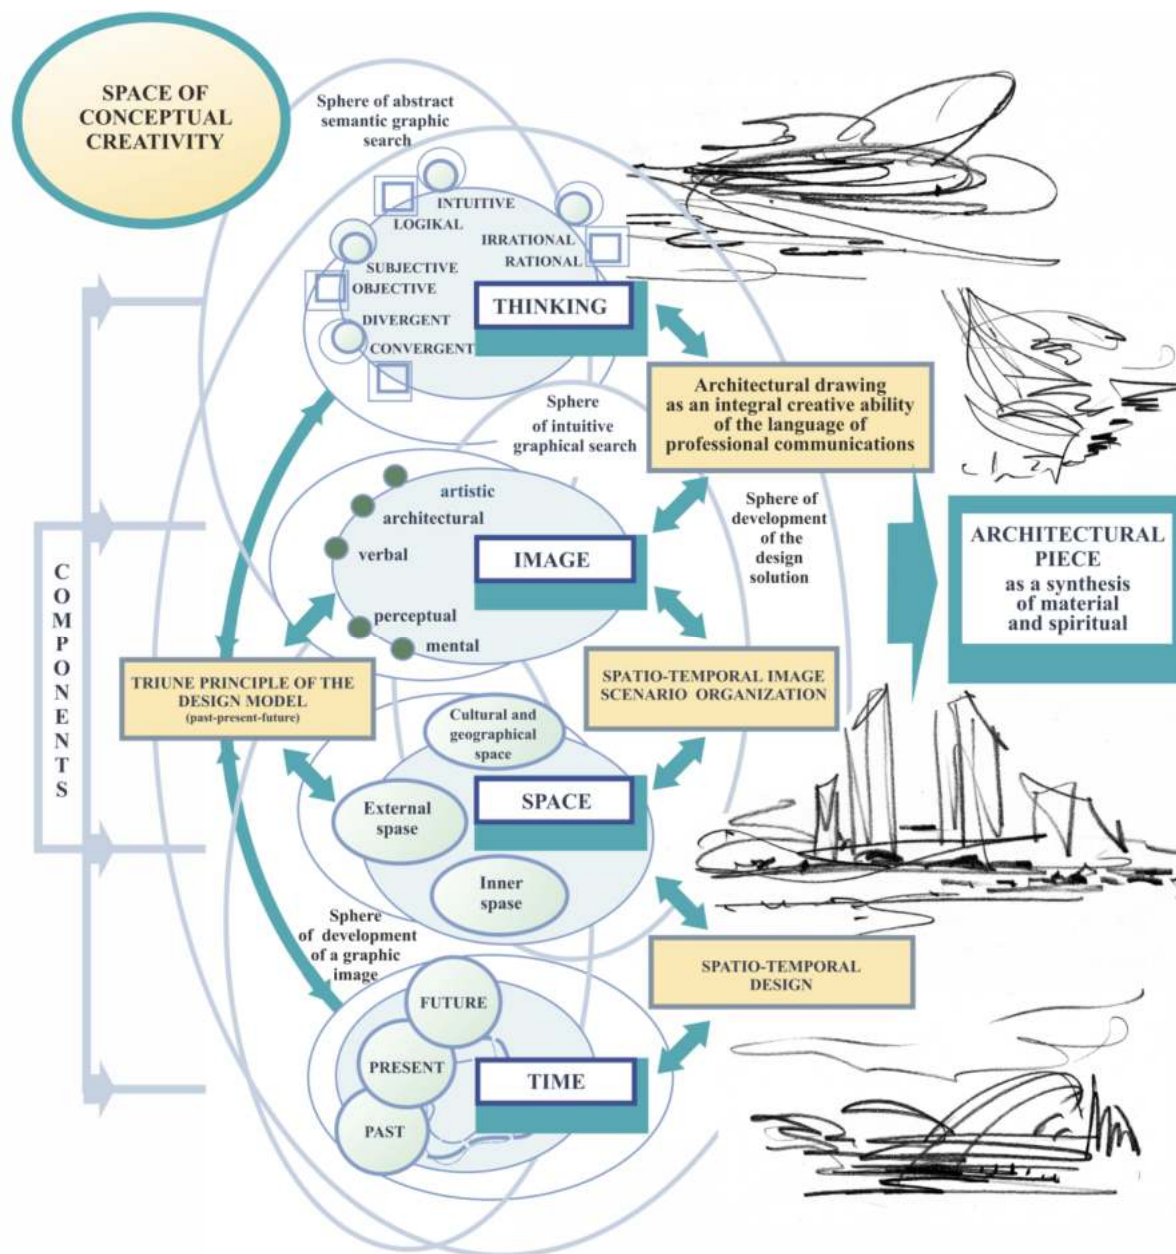 SPACE OF
CONCEPTUAL
CREATIVITY
Sphere of abstract
semantic graphic
search
INTUITIVE
LOGIKAL
IRRATIONAL
RATIONAL
SUBJECTIVE
OBJECTIVE
DIVERGENT
CONVERGENT
THINKING
Architectural drawing
as an integral creative ability
of the language of
professional communications
Sphere
of intuitive
graphical search
artistic
architectural
verbal
perceptual
mental
IMAGE
Sphere of
development
of the
design
solution
ARCHITECTURAL
PIECE
as a synthesis
of material
and spiritual
COMPONENTS
TRIUNE PRINCIPLE OF THE
DESIGN MODEL
(past-present-future)
SPATIO-TEMPORAL IMAGE
SCENARIO ORGANIZATION
Cultural and
geographical
space
External
spase
Inner
spase
SPACE
Sphere
of development
of a graphic
image
SPATIO-TEMPORAL
DESIGN
FUTURE
PRESENT
PAST
TIME